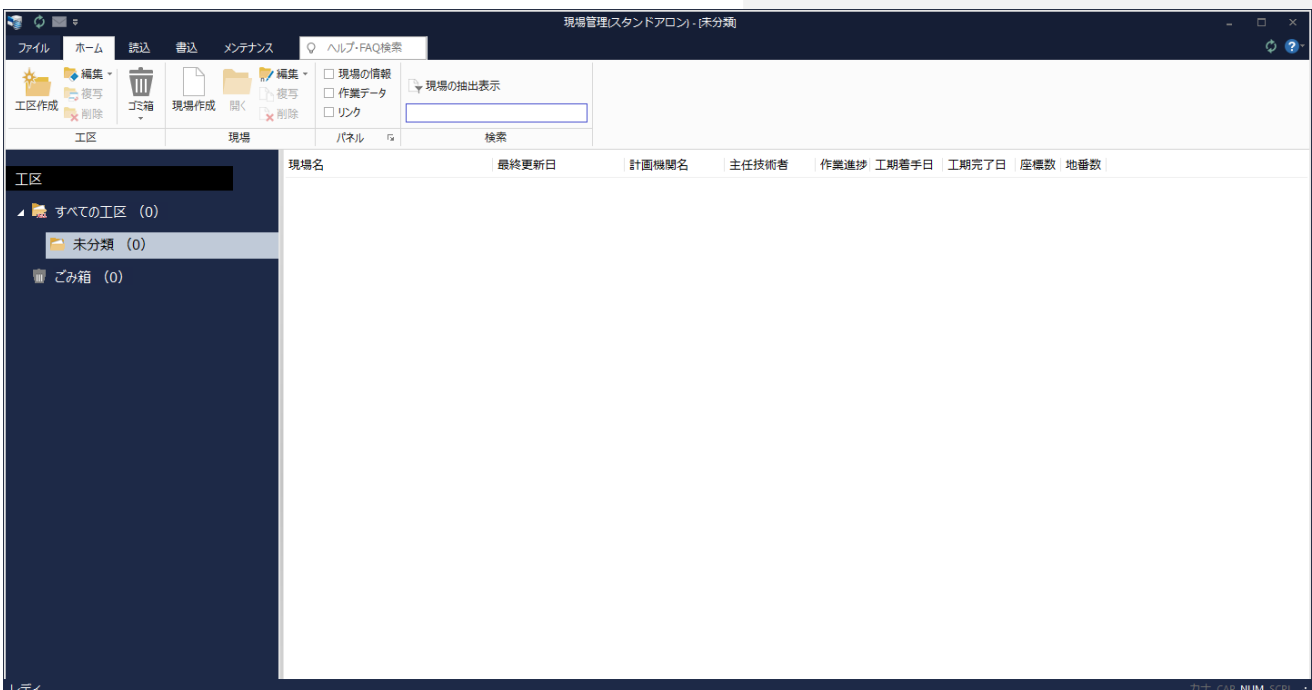 現場管理(スタンドアロン) - [未分類]
ファイル ホーム 読込 書込 メンテナンス ヘルプ・FAQ検索
工区作成 編集 複写 削除 ゴミ箱
現場作成 開く 編集 複写 削除
現場の情報
作業データ
リンク
現場の抽出表示
工区 現場 パネル 検索
現場名 最終更新日 計画機関名 主任技術者 作業進捗 工期着手日 工期完了日 座標数 地番数
工区
すべての工区 (0)
未分類 (0)
ごみ箱 (0)
レディ
カナ CAP NUM SCRL